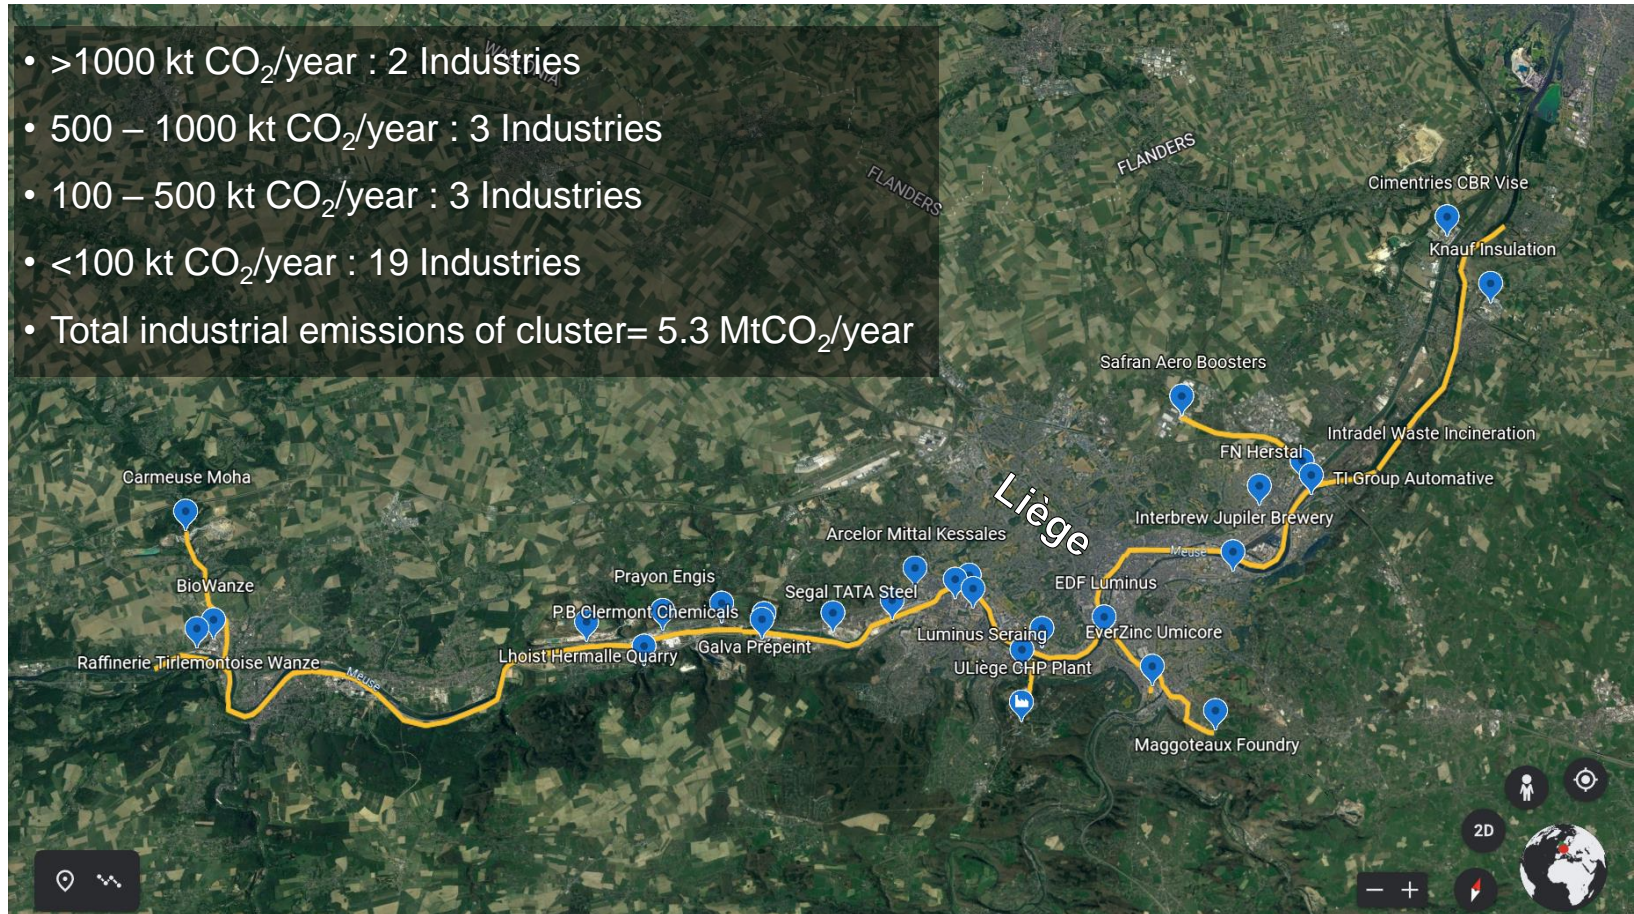 WALLONIA
• >1000 kt CO₂/year : 2 Industries
• 500 – 1000 kt CO₂/year : 3 Industries
• 100 – 500 kt CO₂/year : 3 Industries
• <100 kt CO₂/year : 19 Industries
• Total industrial emissions of cluster= 5.3 MtCO₂/year
FLANDERS
FLANDERS
Cimentries CBR Vise
Knauf Insulation
Safran Aero Boosters
Intradel Waste Incineration
FN Herstal
TI Group Automative
Carmeuse Moha
Liège
Interbrew Jupiler Brewery
Arcelor Mittal Kessales
Meuse
Prayon Engis
EDF Luminus
BioWanze
Segal TATA Steel
P.B Clermont Chemicals
Luminus Seraing
EverZinc Umicore
Galva Prépeint
Lhoist Hermalle Quarry
Raffinerie Tirlemontoise Wanze
ULiege CHP Plant
Meuse
Maggoteaux Foundry
2D